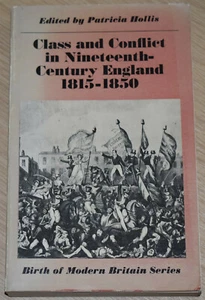 Edited by Patricia Hollis
Class and Conflict
in Nineteenth-
Century England
1815-1850
Birth of Modern Britain Series